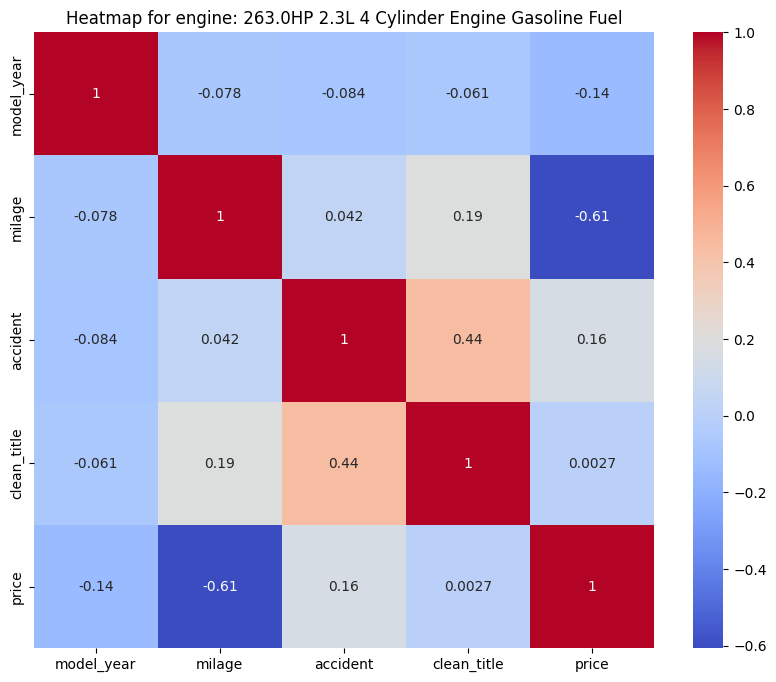 Heatmap for engine: 263.0HP 2.3L 4 Cylinder Engine Gasoline Fuel
model_year 1 -0.078 -0.084 -0.061 -0.14
milage -0.078 1 0.042 0.19 -0.61
accident -0.084 0.042 1 0.44 0.16
clean_title -0.061 0.19 0.44 1 0.0027
price -0.14 -0.61 0.16 0.0027 1
model_year milage accident clean_title price
1.0
0.8
0.6
0.4
0.2
0.0
−0.2
−0.4
−0.6